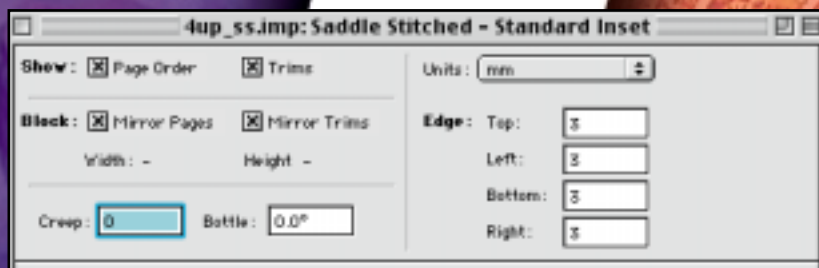 4up_ss.imp: Saddle Stitched - Standard Inset
Show: Page Order Trims
Units: mm
Block: Mirror Pages Mirror Trims
Width: - Height -
Creep: 0 Bottle: 0.0°
Edge: Top: 3
Left: 3
Bottom: 3
Right: 3